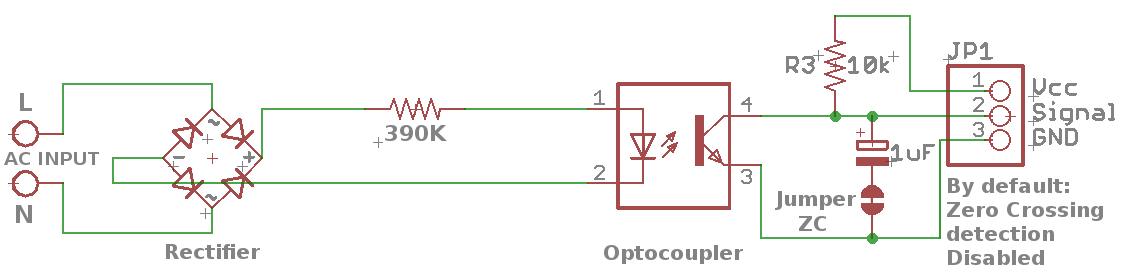 L
AC INPUT
N
~
-
+
~
Rectifier
390K
1
2
4
3
Optocoupler
R3
10k
+
1uF
Jumper
ZC
JP1
1
2
3
Vcc
Signal
GND
By default:
Zero Crossing
detection
Disabled